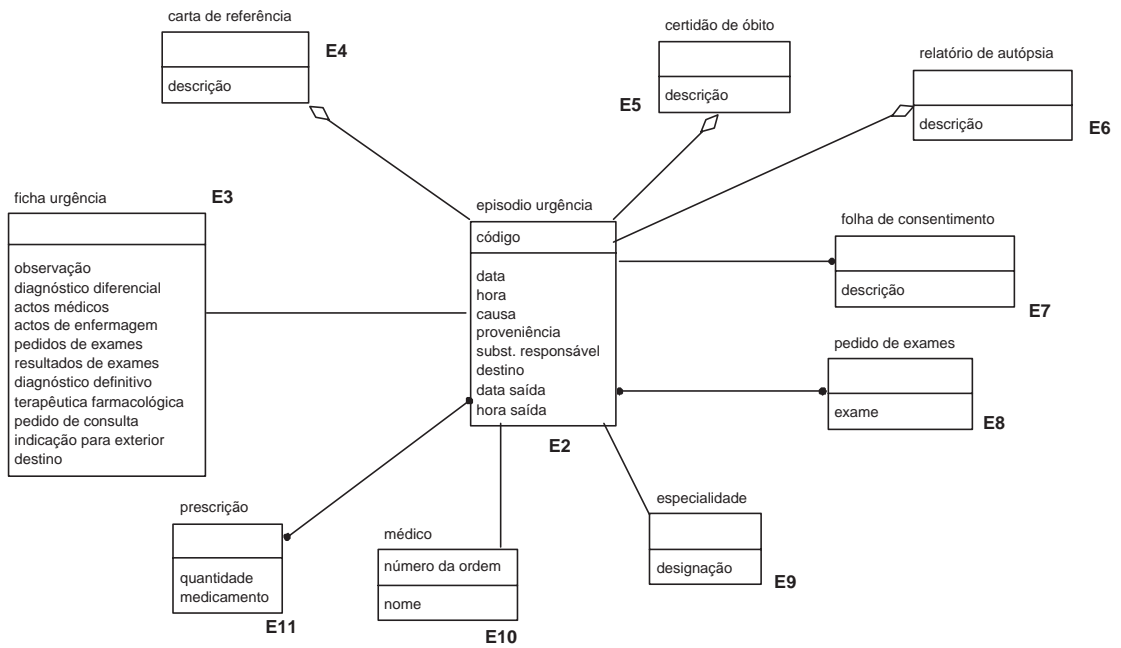 carta de referência
E4
descrição
certidão de óbito
E5
descrição
relatório de autópsia
descrição
E6
ficha urgência
E3
observação
diagnóstico diferencial
actos médicos
actos de enfermagem
pedidos de exames
resultados de exames
diagnóstico definitivo
terapêutica farmacológica
pedido de consulta
indicação para exterior
destino
episodio urgência
código
data
hora
causa
proveniência
subst. responsável
destino
data saída
hora saída
E2
folha de consentimento
descrição
E7
pedido de exames
exame
E8
prescrição
quantidade
medicamento
E11
médico
número da ordem
nome
E10
especialidade
designação
E9